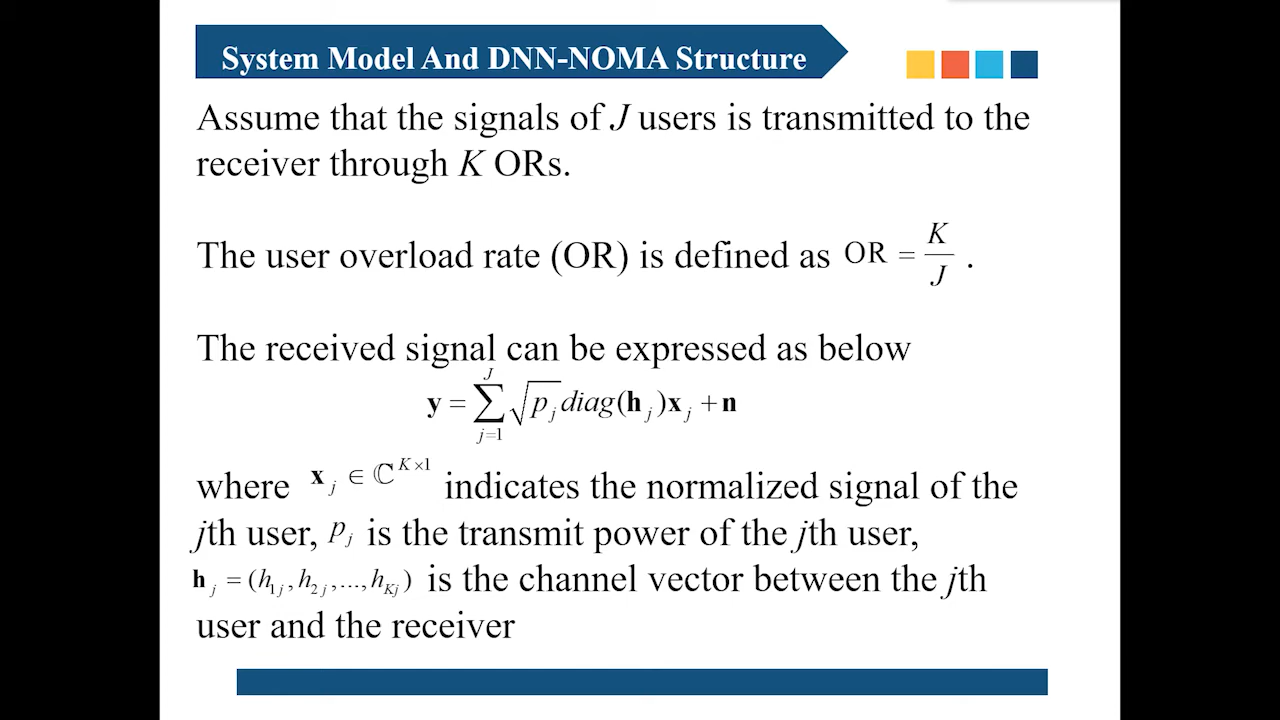 System Model And DNN-NOMA Structure
Assume that the signals of J users is transmitted to the
receiver through K ORs.
The user overload rate (OR) is defined as OR = K/J .
The received signal can be expressed as below
y = ∑_{j=1}^{J} √p_j diag(h_j)x_j + n
where x_j ∈ ℂ^{K×1} indicates the normalized signal of the
jth user, p_j is the transmit power of the jth user,
h_j = (h_{1j}, h_{2j},..., h_{Kj}) is the channel vector between the jth
user and the receiver